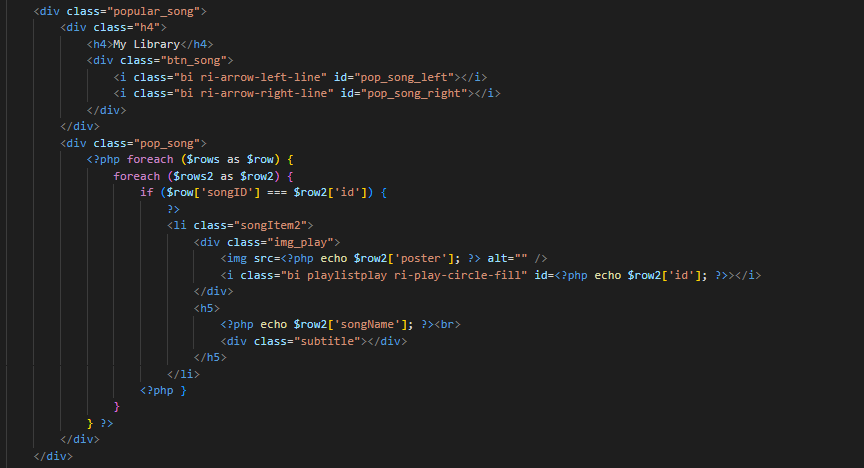 <div class="popular_song">
<div class="h4">
<h4>My Library</h4>
<div class="btn_song">
<i class="bi ri-arrow-left-line" id="pop_song_left"></i>
<i class="bi ri-arrow-right-line" id="pop_song_right"></i>
</div>
</div>
<div class="pop_song">
<?php foreach ($rows as $row) {
foreach ($rows2 as $row2) {
if ($row['songID'] === $row2['id']) {
?>
<li class="songItem2">
<div class="img_play">
<img src=<?php echo $row2['poster']; ?> alt="" />
<i class="bi playlistplay ri-play-circle-fill" id=<?php echo $row2['id']; ?>></i>
</div>
<h5>
<?php echo $row2['songName']; ?><br>
<div class="subtitle"></div>
</h5>
</li>
<?php }
}
} ?>
</div>
</div>